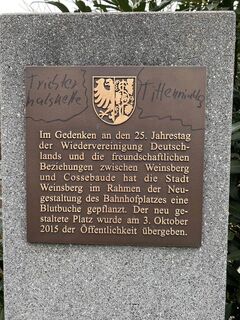 Im Gedenken an den 25. Jahrestag
der Wiedervereinigung Deutsch-
lands und die freundschaftlichen
Beziehungen zwischen Weinsberg
und Cossebaude hat die Stadt
Weinsberg im Rahmen der Neu-
gestaltung des Bahnhofplatzes eine
Blutbuche gepflanzt. Der neu ge-
staltete Platz wurde am 3. Oktober
2015 der Öffentlichkeit übergeben.